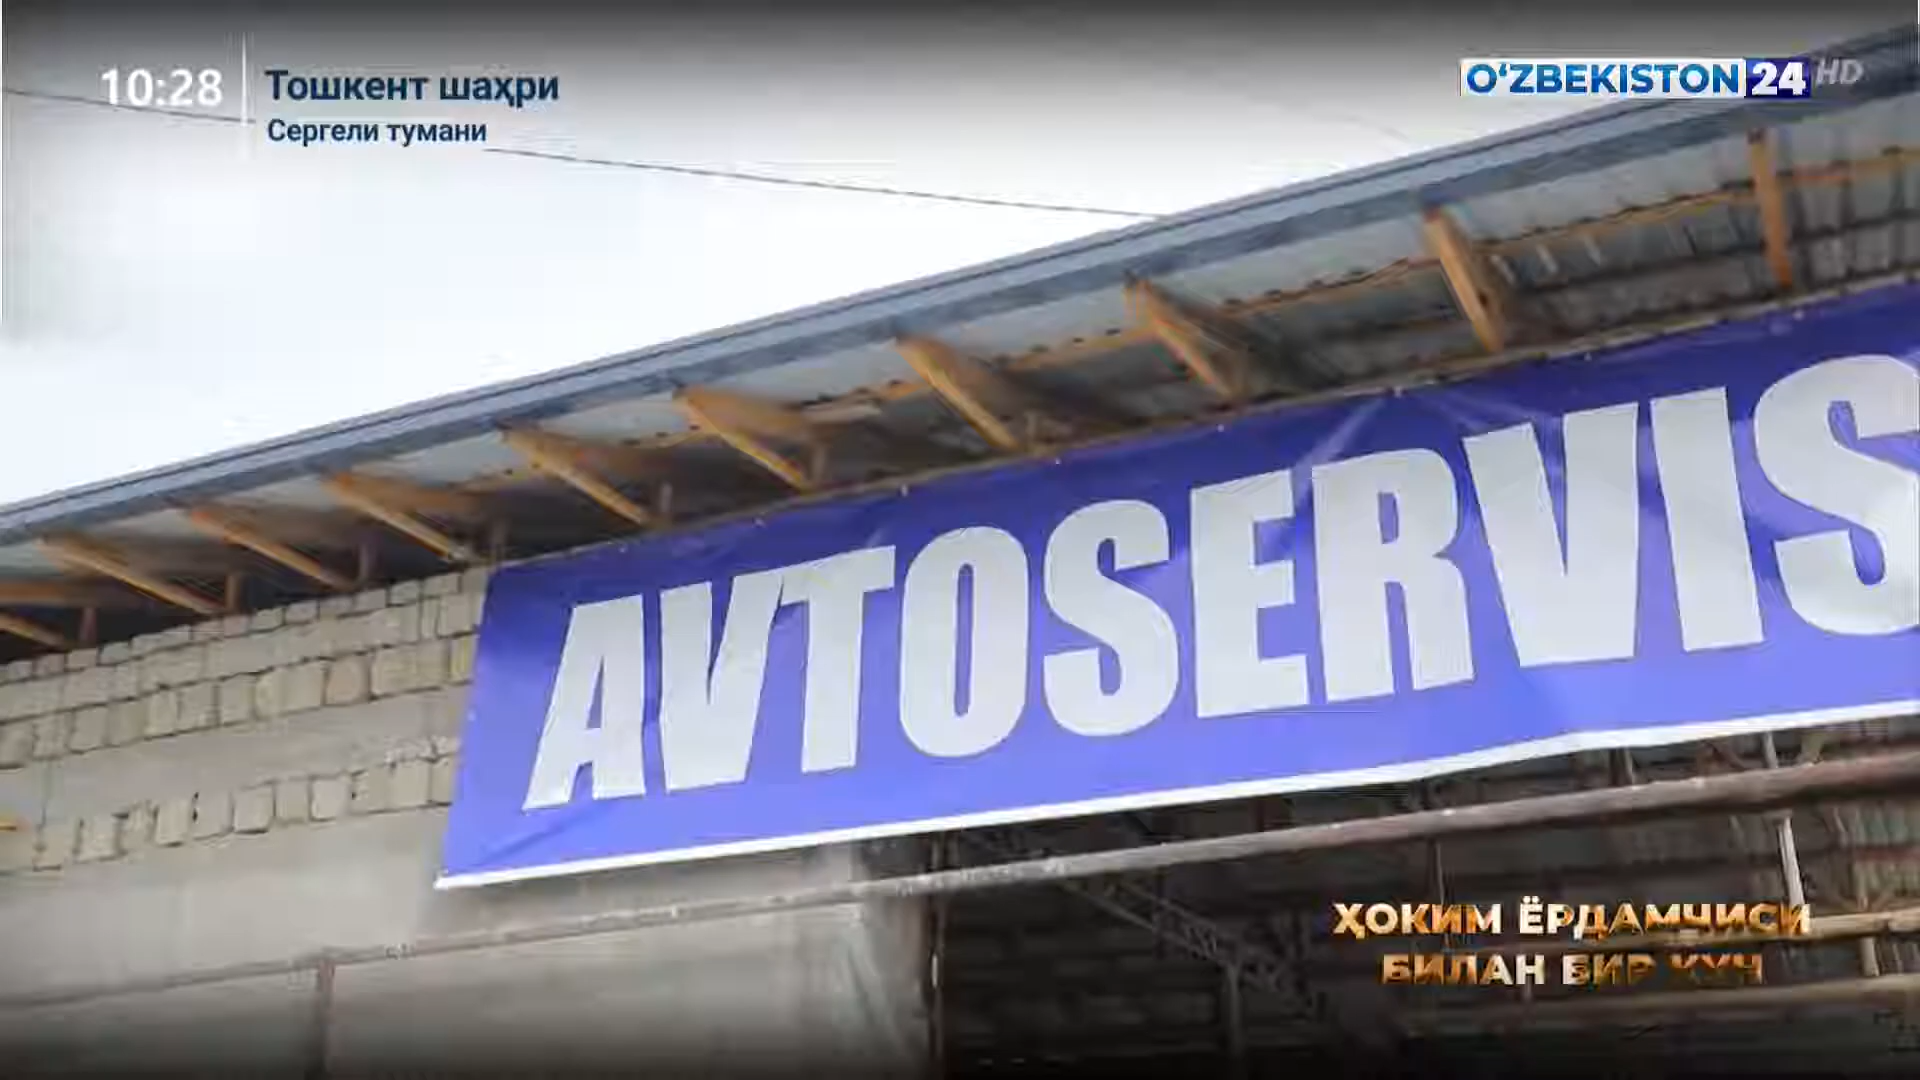 10:28
Тошкент шаҳри
Сергели тумани
O‘ZBEKISTON 24 HD
AVTOSERVIS
ҲОКИМ ЁРДАМЧИСИ
БИЛАН БИР КУН